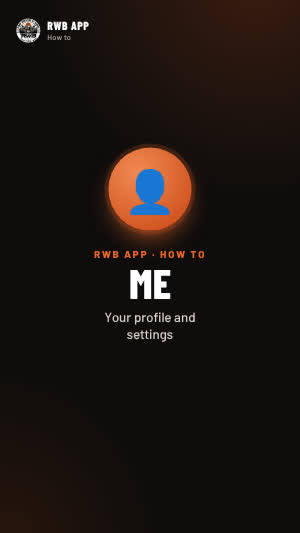 RWB APP
How to
RWB APP · HOW TO
ME
Your profile and
settings